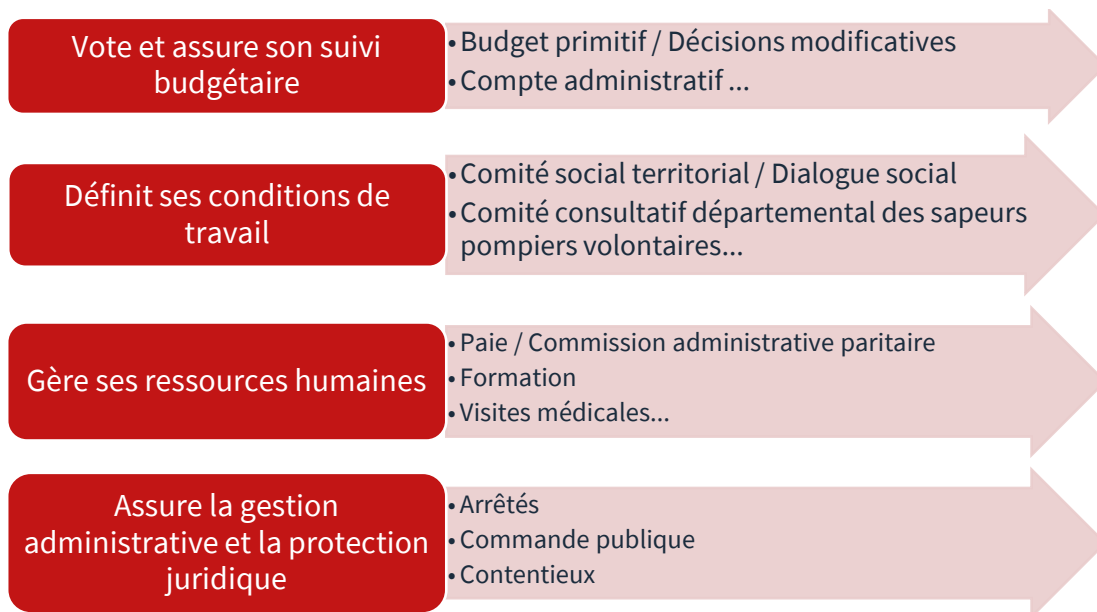 Vote et assure son suivi
budgétaire
•Budget primitif / Décisions modificatives
•Compte administratif ...
Définit ses conditions de
travail
•Comité social territorial / Dialogue social
•Comité consultatif départemental des sapeurs
pompiers volontaires...
Gère ses ressources humaines
•Paie / Commission administrative paritaire
•Formation
•Visites médicales...
Assure la gestion
administrative et la protection
juridique
•Arrêtés
•Commande publique
•Contentieux